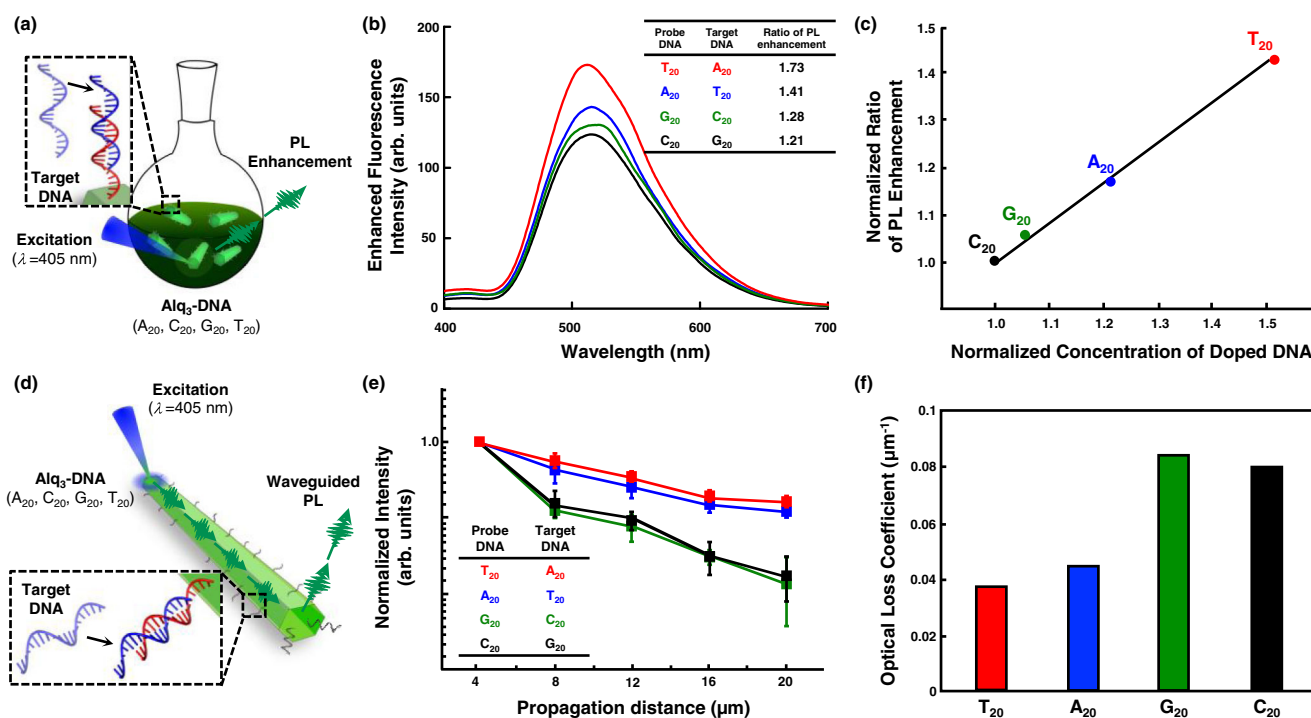 (a)
Target
DNA
PL
Enhancement
Excitation
(λ=405 nm)
Alq₃-DNA
(A₂₀, C₂₀, G₂₀, T₂₀)
(b)
Enhanced Fluorescence
Intensity (arb. units)
200
150
100
50
0
400
500
600
700
Wavelength (nm)
Probe DNA Target DNA Ratio of PL enhancement
T₂₀ A₂₀ 1.73
A₂₀ T₂₀ 1.41
G₂₀ C₂₀ 1.28
C₂₀ G₂₀ 1.21
(c)
Normalized Ratio
of PL Enhancement
1.5
1.4
1.3
1.2
1.1
1.0
T₂₀
A₂₀
G₂₀
C₂₀
1.0 1.1 1.2 1.3 1.4 1.5
Normalized Concentration of Doped DNA
(d)
Excitation
(λ=405 nm)
Alq₃-DNA
(A₂₀, C₂₀, G₂₀, T₂₀)
Waveguided
PL
Target
DNA
(e)
Normalized Intensity
(arb. units)
1.0
Probe DNA Target DNA
T₂₀ A₂₀
A₂₀ T₂₀
G₂₀ C₂₀
C₂₀ G₂₀
4 8 12 16 20
Propagation distance (μm)
(f)
Optical Loss Coefficient (μm⁻¹)
0.1
0.08
0.06
0.04
0.02
0
T₂₀ A₂₀ G₂₀ C₂₀